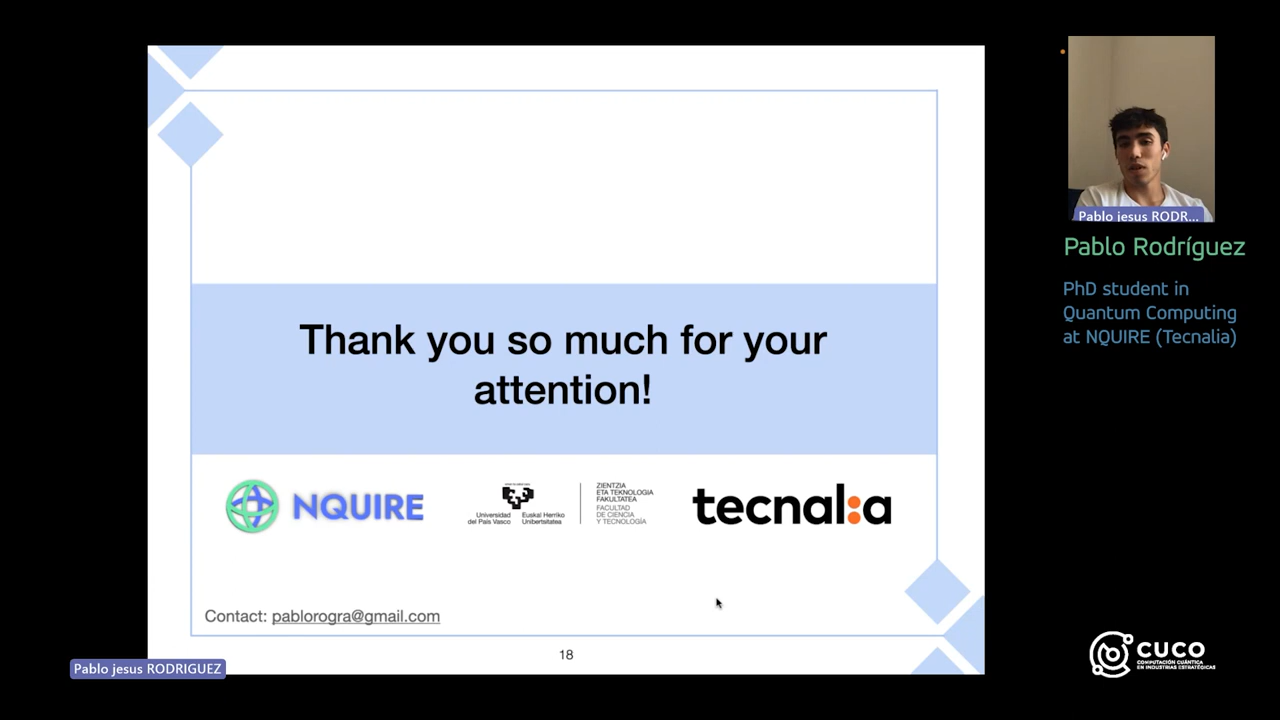 Thank you so much for your
attention!
NQUIRE
Universidad
del País Vasco
Euskal Herriko
Unibertsitatea
ZIENTZIA
ETA TEKNOLOGIA
FAKULTATEA
FACULTAD
DE CIENCIA
Y TECNOLOGÍA
tecnal:a
Contact: pablorogra@gmail.com
18
Pablo jesus RODRIGUEZ
Pablo jesus RODR...
Pablo Rodríguez
PhD student in
Quantum Computing
at NQUIRE (Tecnalia)
CUCO
COMPUTACIÓN CUÁNTICA
EN INDUSTRIAS ESTRATÉGICAS